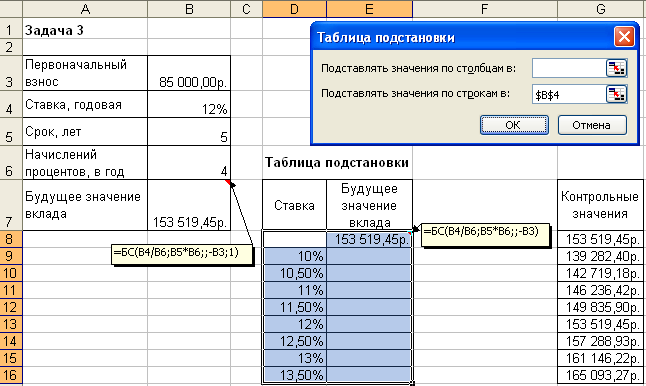 D E F G
A B C
1 Задача 3
2
3 Первоначальный
взнос 85 000,00р.
4 Ставка, годовая 12%
5 Срок, лет 5
6 Начислений
процентов, в год 4
7 Будущее значение
вклада 153 519,45р.
=БС(B4/B6;B5*B6;;-B3;1)
Таблица подстановки
Подставлять значения по столбцам в:
Подставлять значения по строкам в: $B$4
ОК Отмена
Таблица подстановки
Ставка Будущее
значение
вклада
Контрольные
значения
8 153 519,45р. =БС(B4/B6;B5*B6;;-B3) 153 519,45р.
9 10% 139 282,40р.
10 10,50% 142 719,18р.
11 11% 146 236,42р.
12 11,50% 149 835,90р.
13 12% 153 519,45р.
14 12,50% 157 288,93р.
15 13% 161 146,22р.
16 13,50% 165 093,27р.